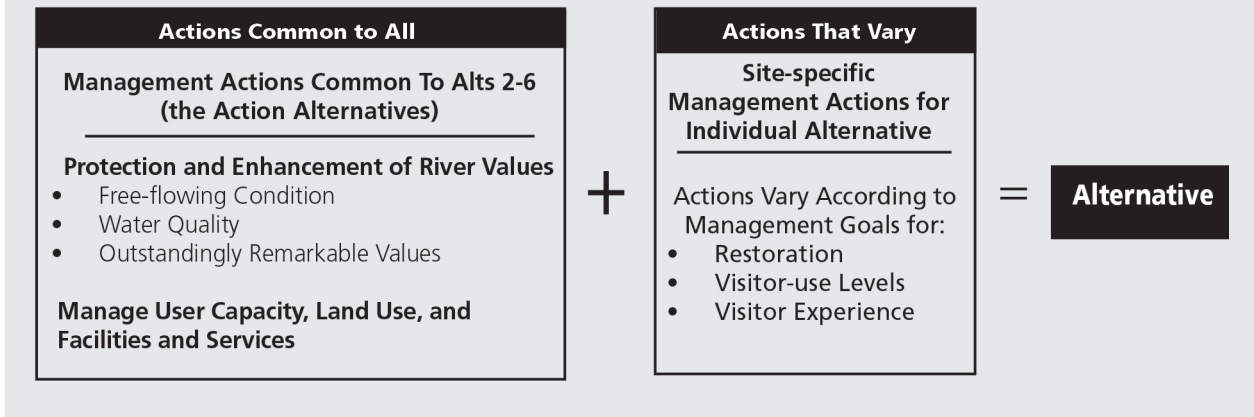 Actions Common to All
Management Actions Common To Alts 2-6
(the Action Alternatives)
Protection and Enhancement of River Values
• Free-flowing Condition
• Water Quality
• Outstandingly Remarkable Values
Manage User Capacity, Land Use, and
Facilities and Services
+
Actions That Vary
Site-specific
Management Actions for
Individual Alternative
Actions Vary According to
Management Goals for:
• Restoration
• Visitor-use Levels
• Visitor Experience
=
Alternative